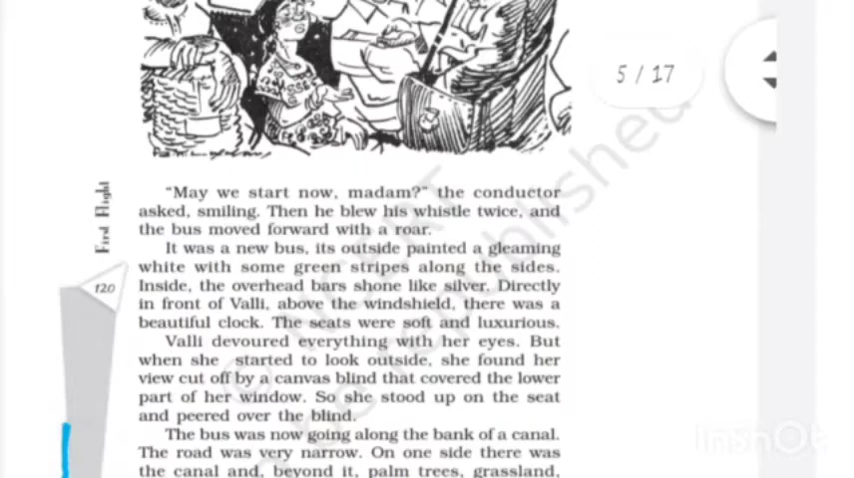 5 / 17
"May we start now, madam?" the conductor
asked, smiling. Then he blew his whistle twice, and
the bus moved forward with a roar.
It was a new bus, its outside painted a gleaming
white with some green stripes along the sides.
Inside, the overhead bars shone like silver. Directly
in front of Valli, above the windshield, there was a
beautiful clock. The seats were soft and luxurious.
Valli devoured everything with her eyes. But
when she started to look outside, she found her
view cut off by a canvas blind that covered the lower
part of her window. So she stood up on the seat
and peered over the blind.
The bus was now going along the bank of a canal.
The road was very narrow. On one side there was
the canal and, beyond it, palm trees, grassland,
First Flight
120
© NCERT
be republished
InShOt